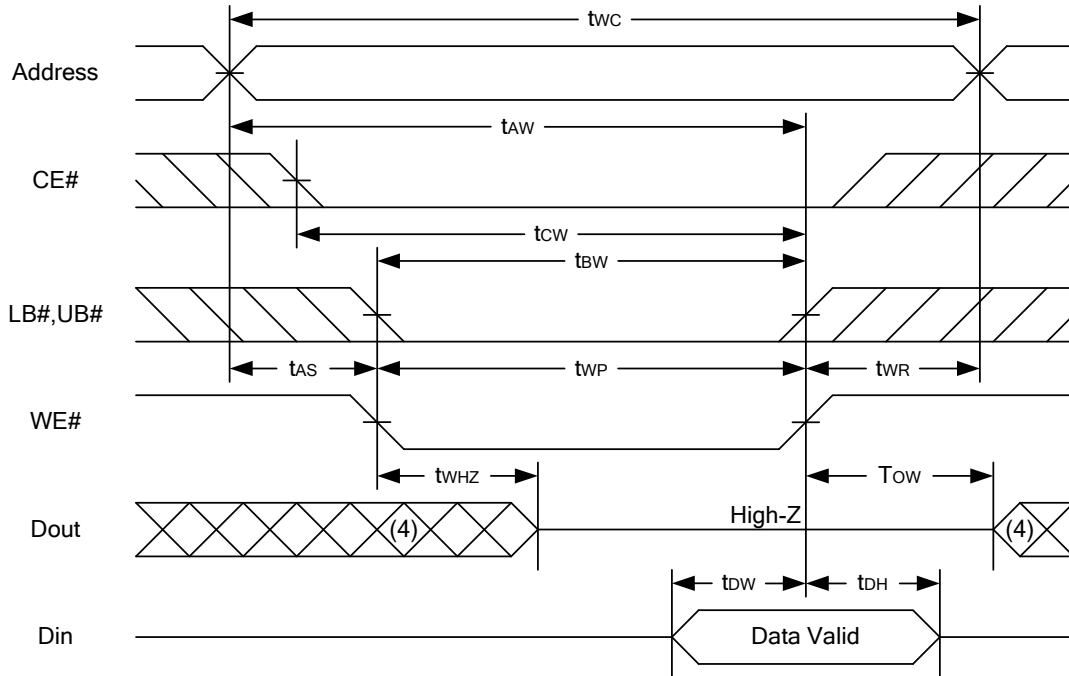 tWC
Address
tAW
CE#
tCW
tBW
LB#,UB#
tAS
tWP
tWR
WE#
tWHZ
TOW
Dout
(4)
High-Z
(4)
tDW
tDH
Din
Data Valid